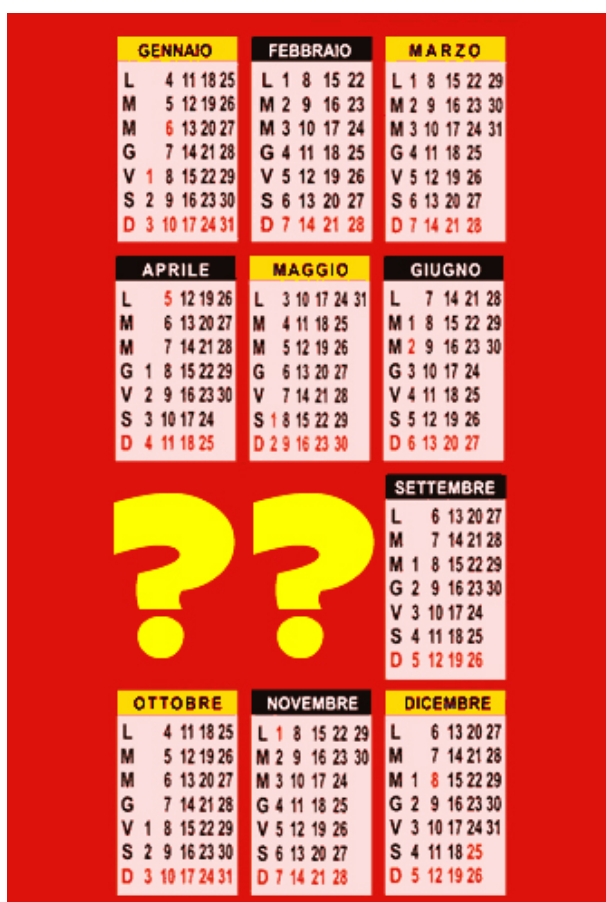 GENNAIO
L 4 11 18 25
M 5 12 19 26
M 6 13 20 27
G 7 14 21 28
V 1 8 15 22 29
S 2 9 16 23 30
D 3 10 17 24 31
FEBBRAIO
L 1 8 15 22
M 2 9 16 23
M 3 10 17 24
G 4 11 18 25
V 5 12 19 26
S 6 13 20 27
D 7 14 21 28
MARZO
L 1 8 15 22 29
M 2 9 16 23 30
M 3 10 17 24 31
G 4 11 18 25
V 5 12 19 26
S 6 13 20 27
D 7 14 21 28
APRILE
L 5 12 19 26
M 6 13 20 27
M 7 14 21 28
G 1 8 15 22 29
V 2 9 16 23 30
S 3 10 17 24
D 4 11 18 25
MAGGIO
L 3 10 17 24 31
M 4 11 18 25
M 5 12 19 26
G 6 13 20 27
V 7 14 21 28
S 1 8 15 22 29
D 2 9 16 23 30
GIUGNO
L 7 14 21 28
M 1 8 15 22 29
M 2 9 16 23 30
G 3 10 17 24
V 4 11 18 25
S 5 12 19 26
D 6 13 20 27
? ?
SETTEMBRE
L 6 13 20 27
M 7 14 21 28
M 1 8 15 22 29
G 2 9 16 23 30
V 3 10 17 24
S 4 11 18 25
D 5 12 19 26
OTTOBRE
L 4 11 18 25
M 5 12 19 26
M 6 13 20 27
G 7 14 21 28
V 1 8 15 22 29
S 2 9 16 23 30
D 3 10 17 24 31
NOVEMBRE
L 1 8 15 22 29
M 2 9 16 23 30
M 3 10 17 24
G 4 11 18 25
V 5 12 19 26
S 6 13 20 27
D 7 14 21 28
DICEMBRE
L 6 13 20 27
M 7 14 21 28
M 1 8 15 22 29
G 2 9 16 23 30
V 3 10 17 24 31
S 4 11 18 25
D 5 12 19 26